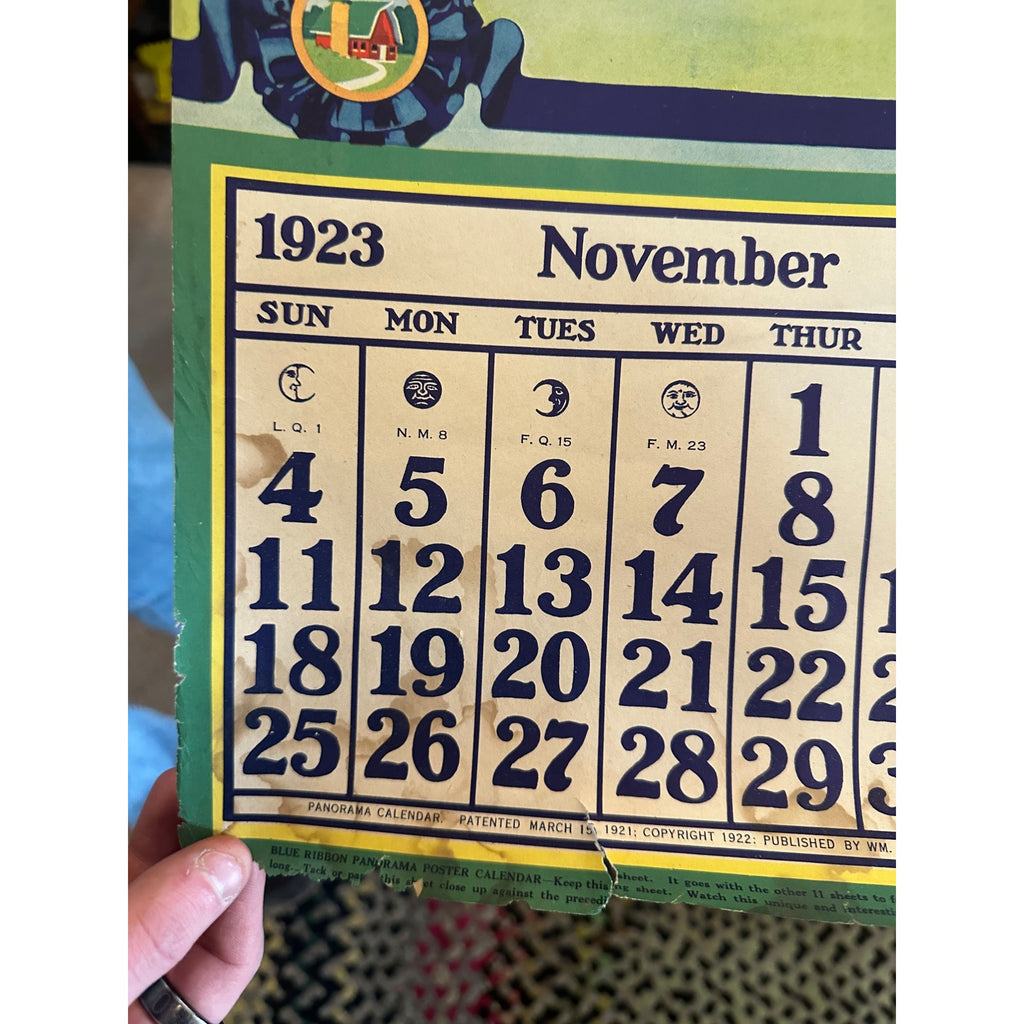 1923 November
SUN MON TUES WED THUR
L. Q. 1 N. M. 8 F. Q. 15 F. M. 23 1
4 5 6 7 8
11 12 13 14 15
18 19 20 21 22
25 26 27 28 29
PANORAMA CALENDAR. PATENTED MARCH 15, 1921; COPYRIGHT 1922; PUBLISHED BY WM.
BLUE RIBBON PANORAMA POSTER CALENDAR—Keep this sheet. It goes with the other 11 sheets to
long.—Tack or this sheet close up against the sheet. Watch this unique and